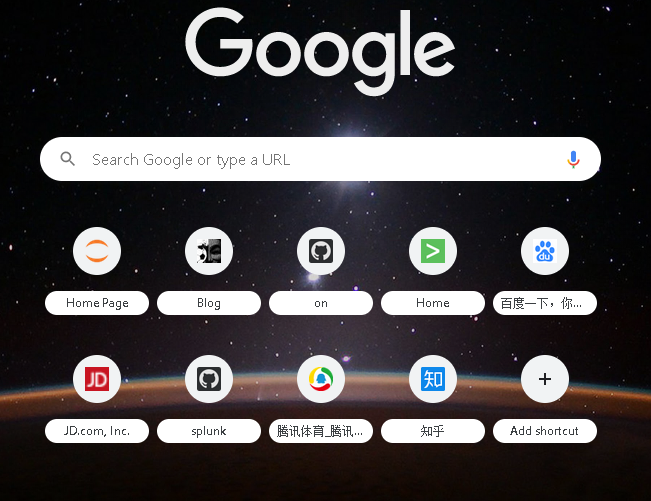 Google
Search Google or type a URL
Home Page
Blog
on
Home
du
百度一下，你...
JD
知
JD.com, Inc.
splunk
腾讯体育_腾讯...
知乎
Add shortcut